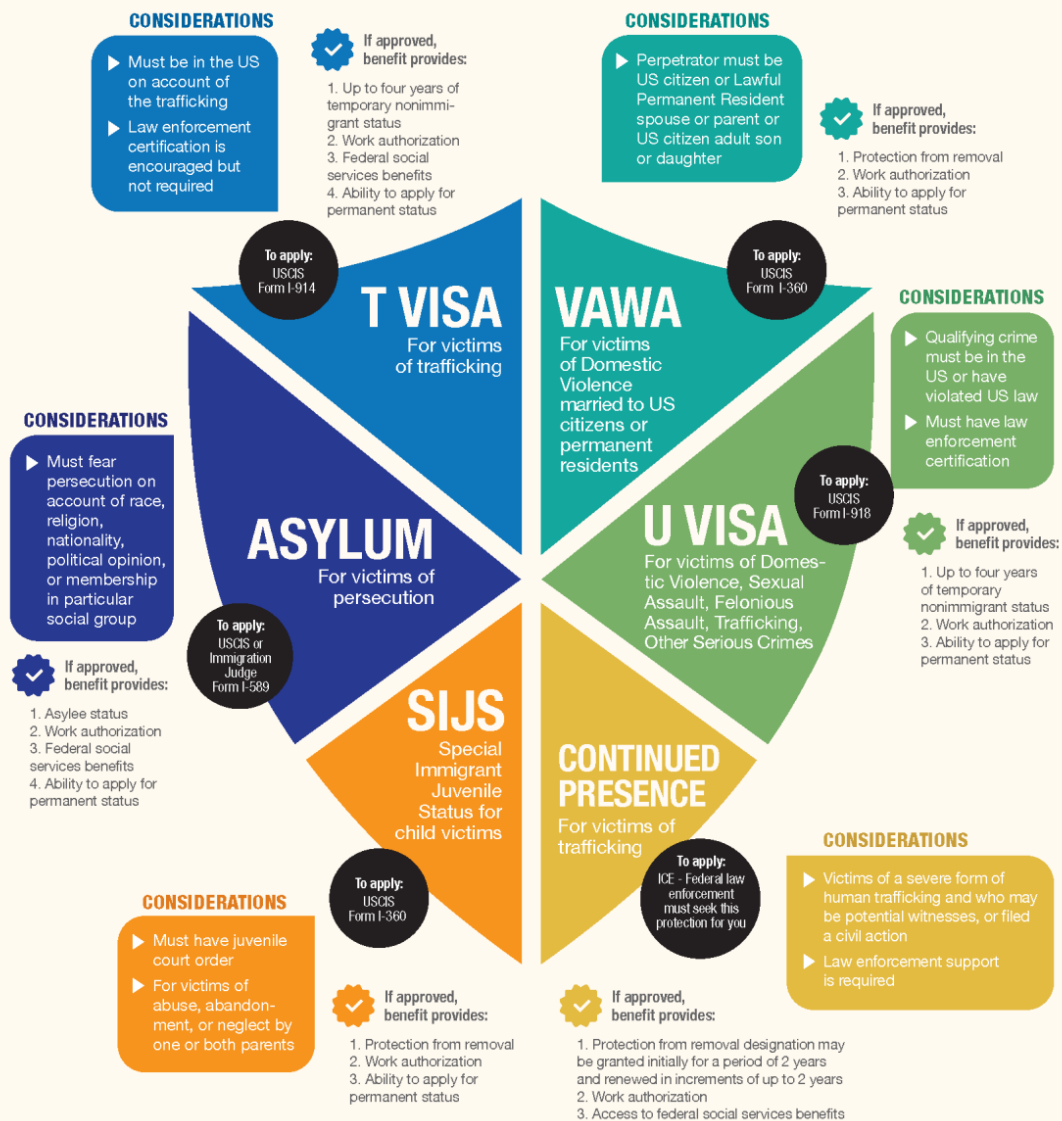 CONSIDERATIONS
Must be in the US
on account of
the trafficking
Law enforcement
certification is
encouraged but
not required
If approved,
benefit provides:
1. Up to four years of
temporary nonimmi-
grant status
2. Work authorization
3. Federal social
services benefits
4. Ability to apply for
permanent status
To apply:
USCIS
Form I-914
T VISA
For victims
of trafficking
CONSIDERATIONS
Perpetrator must be
US citizen or Lawful
Permanent Resident
spouse or parent or
US citizen adult son
or daughter
If approved,
benefit provides:
1. Protection from removal
2. Work authorization
3. Ability to apply for
permanent status
To apply:
USCIS
Form I-360
VAWA
For victims
of Domestic
Violence
married to US
citizens or
permanent
residents
CONSIDERATIONS
Must fear
persecution on
account of race,
religion,
nationality,
political opinion,
or membership
in particular
social group
If approved,
benefit provides:
1. Asylee status
2. Work authorization
3. Federal social
services benefits
4. Ability to apply for
permanent status
To apply:
USCIS or
Immigration
Judge
Form I-589
ASYLUM
For victims of
persecution
CONSIDERATIONS
Qualifying crime
must be in the
US or have
violated US law
Must have law
enforcement
certification
If approved,
benefit provides:
1. Up to four years
of temporary
nonimmigrant status
2. Work authorization
3. Ability to apply for
permanent status
To apply:
USCIS
Form I-918
U VISA
For victims of Domes-
tic Violence, Sexual
Assault, Felonious
Assault, Trafficking,
Other Serious Crimes
SIJS
Special
Immigrant
Juvenile
Status for
child victims
To apply:
USCIS
Form I-360
CONSIDERATIONS
Must have juvenile
court order
For victims of
abuse, abandon-
ment, or neglect by
one or both parents
If approved,
benefit provides:
1. Protection from removal
2. Work authorization
3. Ability to apply for
permanent status
CONTINUED
PRESENCE
For victims of
trafficking
To apply:
ICE - Federal law
enforcement
must seek this
protection for you
CONSIDERATIONS
Victims of a severe form of
human trafficking and who may
be potential witnesses, or filed
a civil action
Law enforcement support
is required
If approved,
benefit provides:
1. Protection from removal designation may
be granted initially for a period of 2 years
and renewed in increments of up to 2 years
2. Work authorization
3. Access to federal social services benefits